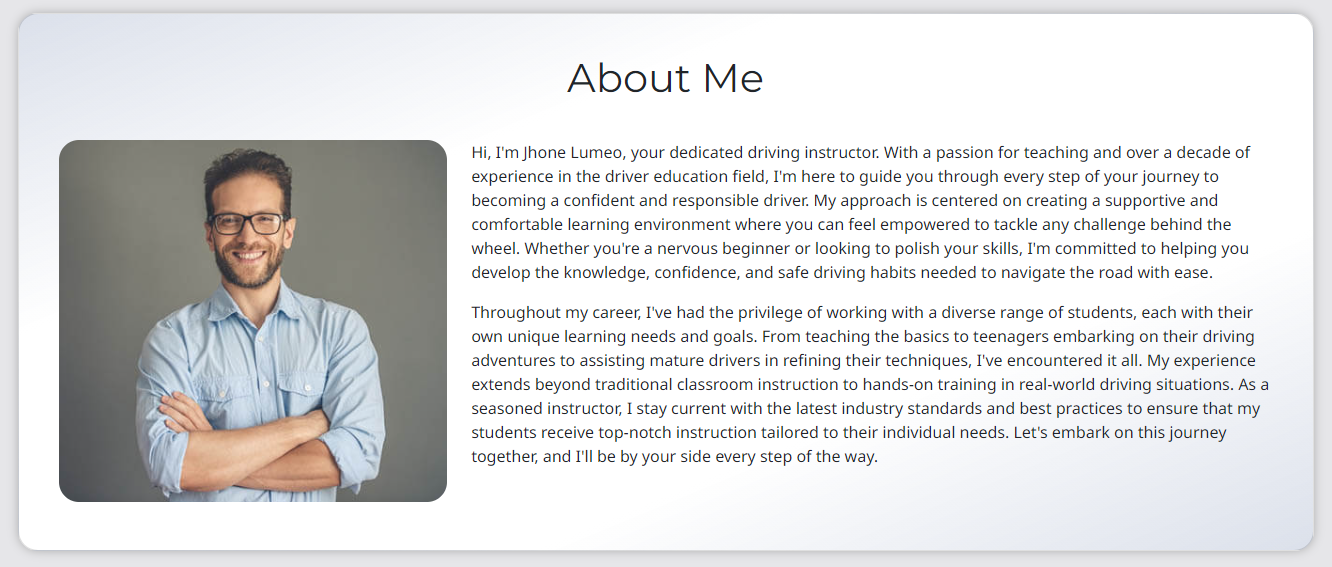 About Me
Hi, I'm Jhone Lumeo, your dedicated driving instructor. With a passion for teaching and over a decade of
experience in the driver education field, I'm here to guide you through every step of your journey to
becoming a confident and responsible driver. My approach is centered on creating a supportive and
comfortable learning environment where you can feel empowered to tackle any challenge behind the
wheel. Whether you're a nervous beginner or looking to polish your skills, I'm committed to helping you
develop the knowledge, confidence, and safe driving habits needed to navigate the road with ease.
Throughout my career, I've had the privilege of working with a diverse range of students, each with their
own unique learning needs and goals. From teaching the basics to teenagers embarking on their driving
adventures to assisting mature drivers in refining their techniques, I've encountered it all. My experience
extends beyond traditional classroom instruction to hands-on training in real-world driving situations. As a
seasoned instructor, I stay current with the latest industry standards and best practices to ensure that my
students receive top-notch instruction tailored to their individual needs. Let's embark on this journey
together, and I'll be by your side every step of the way.